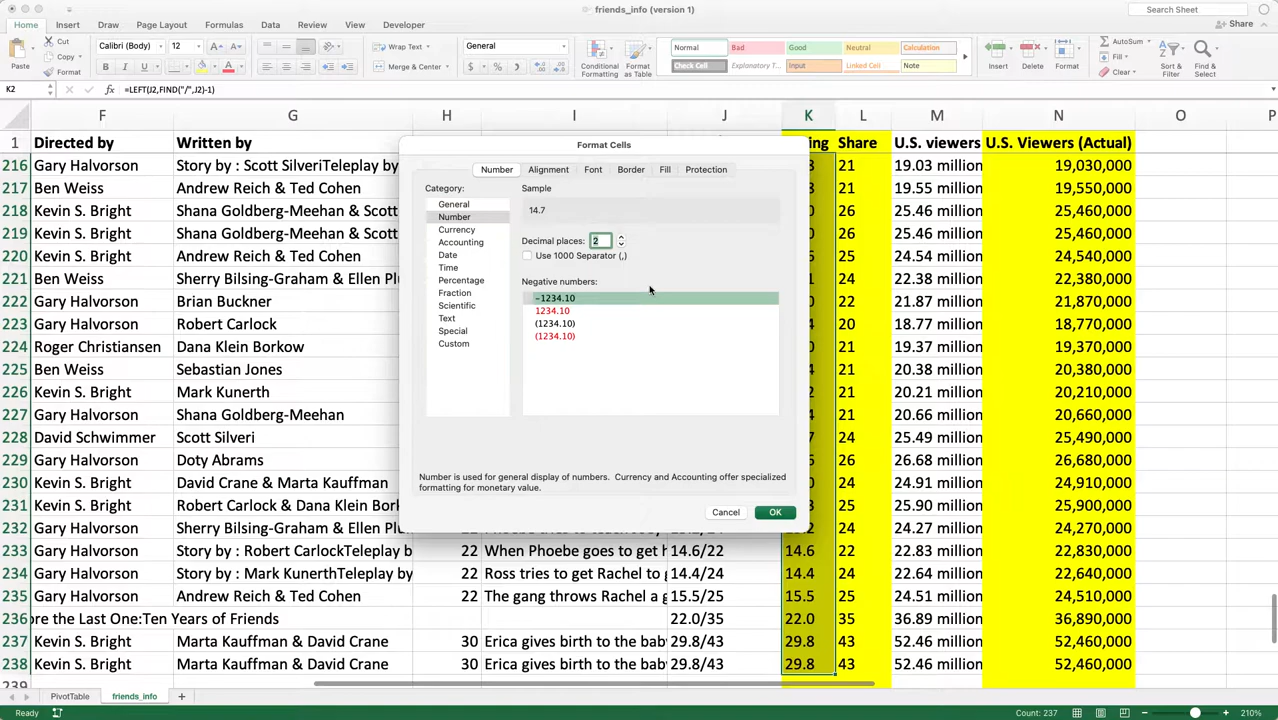 friends_info (version 1)
Search Sheet
Home Insert Draw Page Layout Formulas Data Review View Developer
Share
Paste
Cut
Copy
Format
Calibri (Body) 12
Wrap Text
Merge & Center
General
Conditional Formatting
Format as Table
Normal Bad Good Neutral Calculation
Check Cell Explanatory T... Input Linked Cell Note
Insert Delete Format
AutoSum
Fill
Clear
Sort & Filter
Find & Select
K2 fx =LEFT(J2,FIND("/",J2)-1)
F G H I J K L M N O P
1 Directed by Written by ing Share U.S. viewers U.S. Viewers (Actual)
216 Gary Halvorson Story by : Scott SilveriTeleplay by 21 19.03 million 19,030,000
217 Ben Weiss Andrew Reich & Ted Cohen 21 19.55 million 19,550,000
218 Kevin S. Bright Shana Goldberg-Meehan & Scott 26 25.46 million 25,460,000
219 Kevin S. Bright Shana Goldberg-Meehan & Scott 26 25.46 million 25,460,000
220 Kevin S. Bright Andrew Reich & Ted Cohen 25 24.54 million 24,540,000
221 Ben Weiss Sherry Bilsing-Graham & Ellen Pl 24 22.38 million 22,380,000
222 Gary Halvorson Brian Buckner 23 21.87 million 21,870,000
223 Gary Halvorson Robert Carlock 20 18.77 million 18,770,000
224 Roger Christiansen Dana Klein Borkow 21 19.37 million 19,370,000
225 Ben Weiss Sebastian Jones 21 20.38 million 20,380,000
226 Kevin S. Bright Mark Kunerth 21 20.21 million 20,210,000
227 Gary Halvorson Shana Goldberg-Meehan 21 20.66 million 20,660,000
228 David Schwimmer Scott Silveri 24 25.49 million 25,490,000
229 Gary Halvorson Doty Abrams 26 26.68 million 26,680,000
230 Kevin S. Bright David Crane & Marta Kauffman 24 24.91 million 24,910,000
231 Kevin S. Bright Robert Carlock & Dana Klein Bor 25 25.90 million 25,900,000
232 Gary Halvorson Sherry Bilsing-Graham & Ellen Pl 24 24.27 million 24,270,000
233 Gary Halvorson Story by : Robert CarlockTeleplay b 22 When Phoebe goes to get h 14.6/22 14.6 22 22.83 million 22,830,000
234 Gary Halvorson Story by : Mark KunerthTeleplay by 22 Ross tries to get Rachel to g 14.4/24 14.4 24 22.64 million 22,640,000
235 Gary Halvorson Andrew Reich & Ted Cohen 22 The gang throws Rachel a g 15.5/25 15.5 25 24.51 million 24,510,000
236 ore the Last One:Ten Years of Friends 22.0/35 22.0 35 36.89 million 36,890,000
237 Kevin S. Bright Marta Kauffman & David Crane 30 Erica gives birth to the bab 29.8/43 29.8 43 52.46 million 52,460,000
238 Kevin S. Bright Marta Kauffman & David Crane 30 Erica gives birth to the bab 29.8/43 29.8 43 52.46 million 52,460,000
239
Format Cells
Number Alignment Font Border Fill Protection
Category:
General
Number
Currency
Accounting
Date
Time
Percentage
Fraction
Scientific
Text
Special
Custom
Sample
14.7
Decimal places: 2
Use 1000 Separator (,)
Negative numbers:
-1234.10
1234.10
(1234.10)
(1234.10)
Number is used for general display of numbers. Currency and Accounting offer specialized
formatting for monetary value.
Cancel OK
PivotTable friends_info +
Ready Count: 237 210%